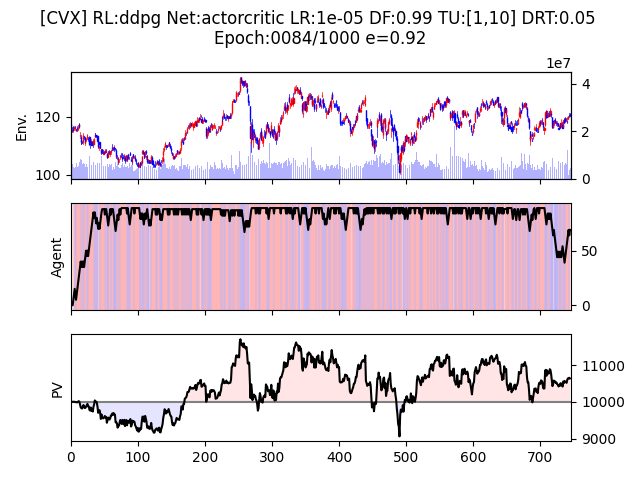 [CVX] RL:ddpg Net:actorcritic LR:1e-05 DF:0.99 TU:[1,10] DRT:0.05
Epoch:0084/1000 e=0.92
1e7
Env.
120
100
4
2
0
Agent
50
0
PV
11000
10000
9000
0 100 200 300 400 500 600 700